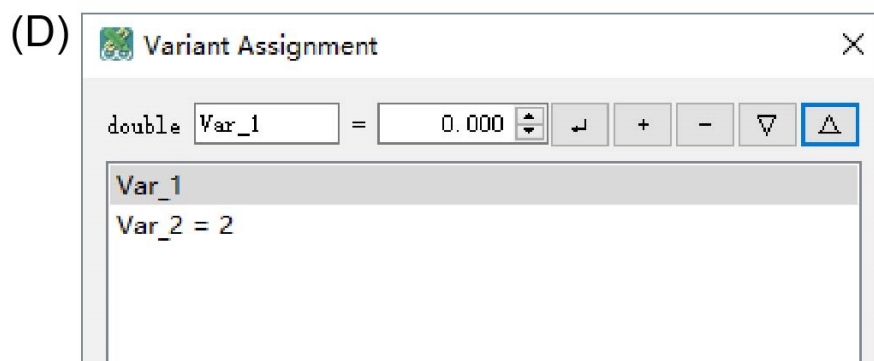 (D) Variant Assignment ×
double Var_1 = 0.000 ↵ + - ▽ △
Var_1
Var_2 = 2